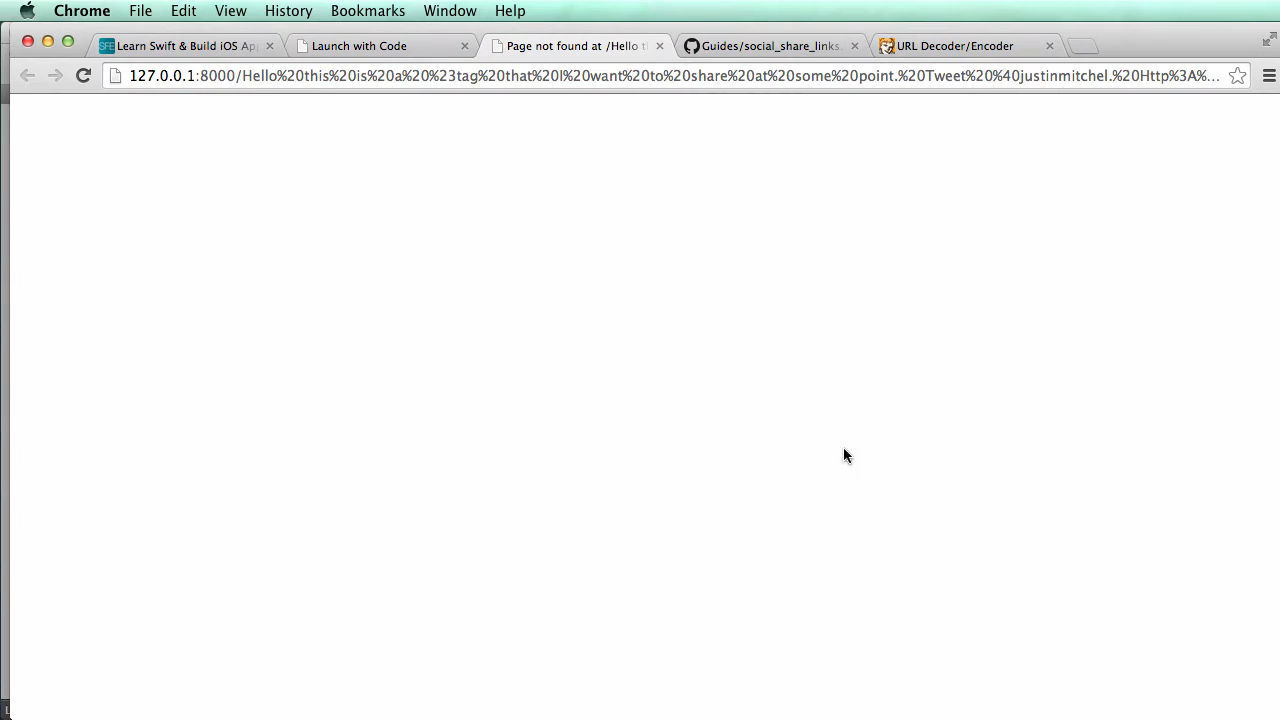 Chrome File Edit View History Bookmarks Window Help
Learn Swift & Build iOS Ap
Launch with Code
Page not found at /Hello t
Guides/social_share_links.
URL Decoder/Encoder
127.0.0.1:8000/Hello%20this%20is%20a%20%23tag%20that%20I%20want%20to%20share%20at%20some%20point.%20Tweet%20%40justinmitchel.%20Http%3A%...